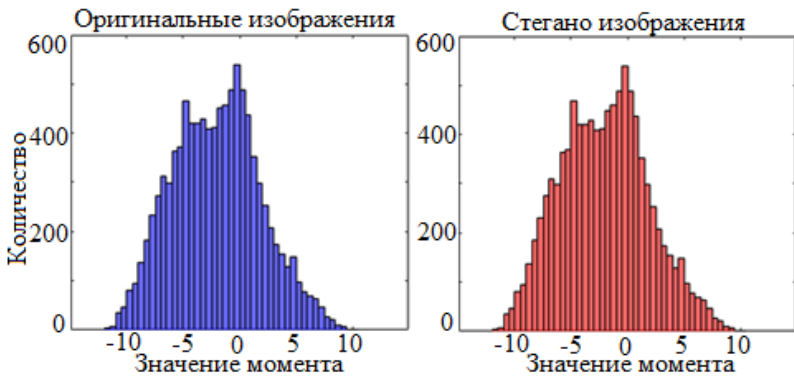 Оригинальные изображения
600
400
200
0
Количество
-10 -5 0 5 10
Значение момента
Стегано изображения
600
400
200
0
-10 -5 0 5 10
Значение момента